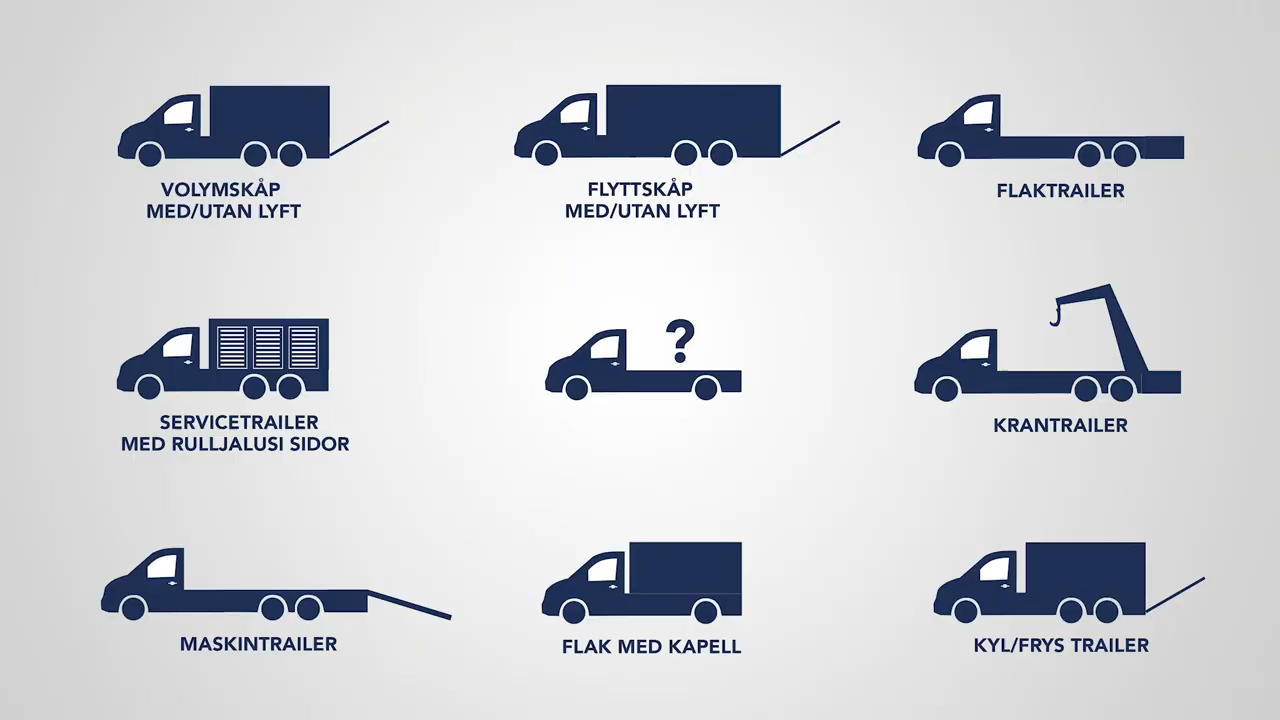 VOLYMSKÅP
MED/UTAN LYFT
FLYTTSKÅP
MED/UTAN LYFT
FLAKTRAILER
SERVICETRAILER
MED RULLJALUSI SIDOR
?
KRANTRAILER
MASKINTRAILER
FLAK MED KAPELL
KYL/FRYS TRAILER